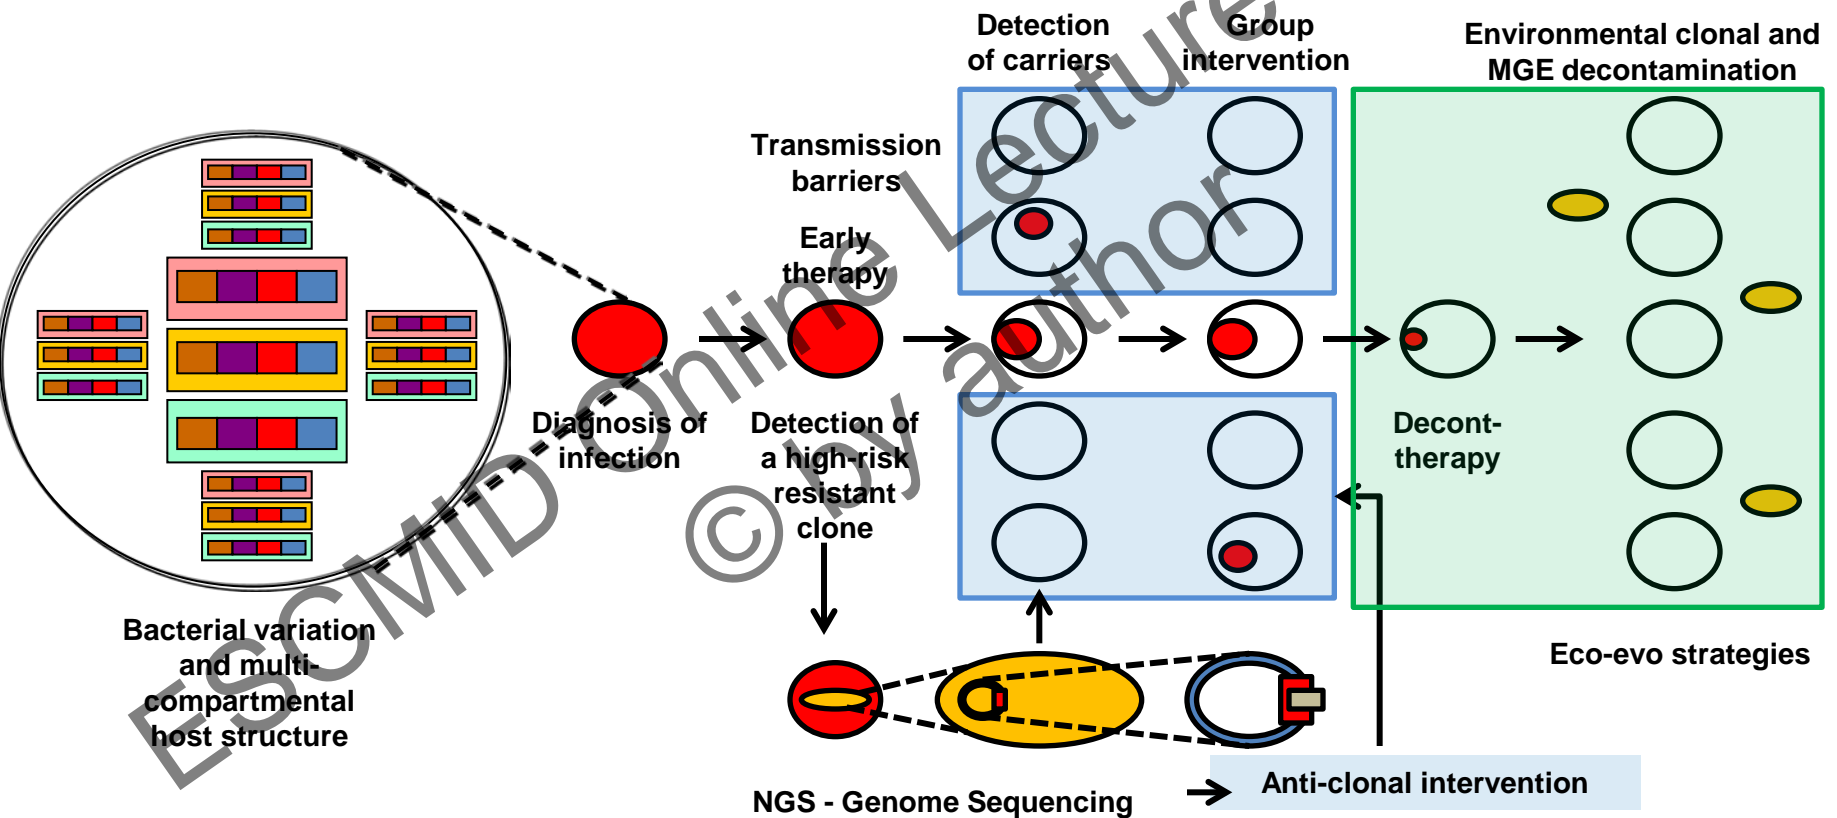 Detection
of carriers
Group
intervention
Environmental clonal and
MGE decontamination
Transmission
barriers
Early
therapy
Diagnosis of
infection
Detection of
a high-risk
resistant
clone
Decont-
therapy
Bacterial variation
and multi-
compartmental
host structure
Eco-evo strategies
NGS - Genome Sequencing
Anti-clonal intervention
ESCMID Online Lecture
© by author